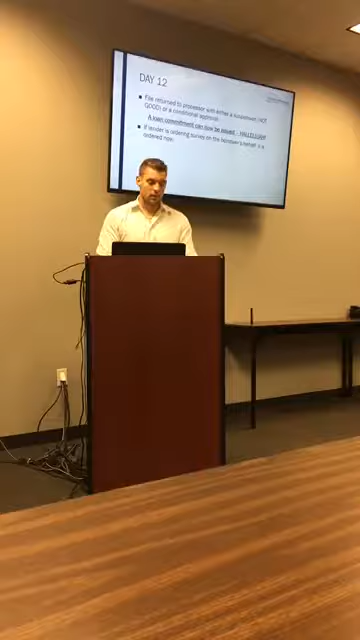 DAY 12
File returned to processor with either a suspension (NOT
GOOD) or a conditional approval.
A loan commitment can now be issued - HALLELUJAH
If lender is ordering survey on the borrower's behalf it is
ordered now.